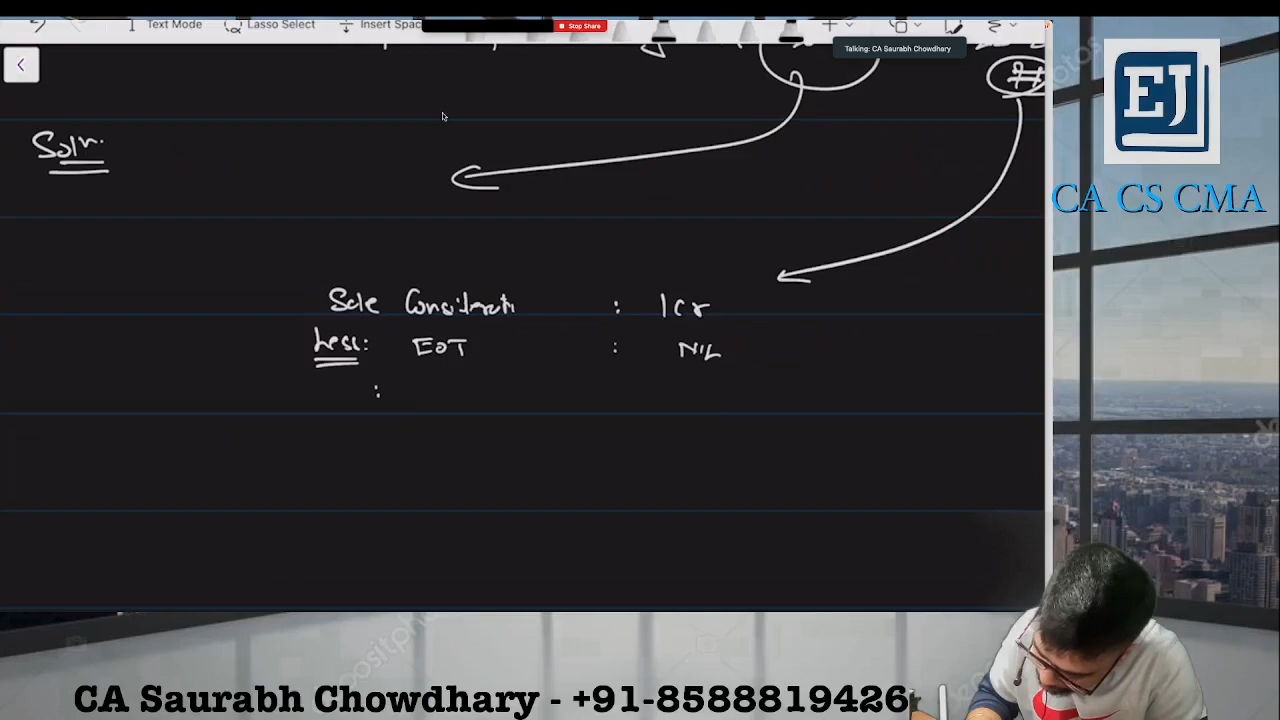 Text Mode Lasso Select Insert Spac
Stop Share
Talking: CA Saurabh Chowdhary
Soln.
Sale Considerati : 1 Cr
Less: EOT : NIL
:
EJ
CA CS CMA
CA Saurabh Chowdhary - +91-8588819426